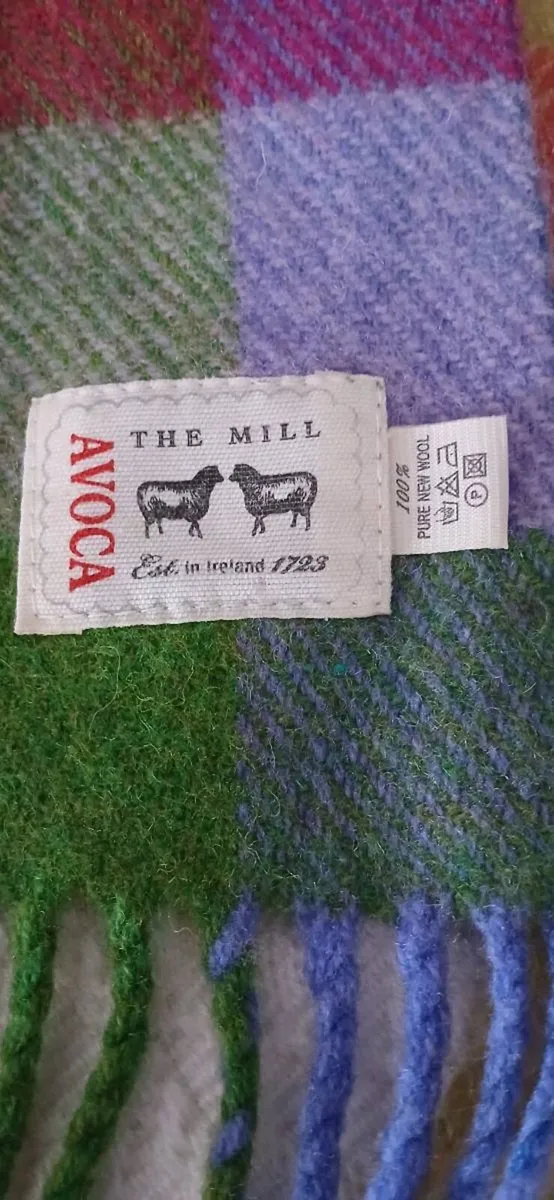 AVOCA
THE MILL
Est. in Ireland 1723
100%
PURE NEW WOOL
P